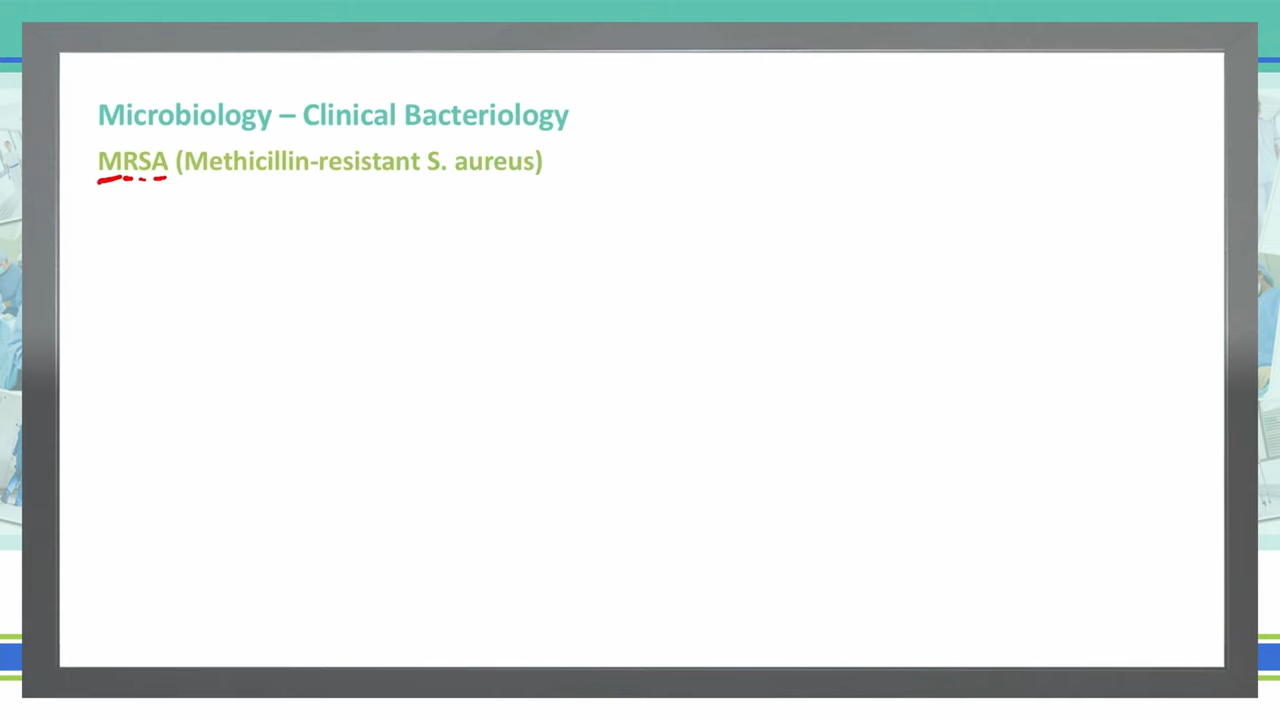 Microbiology – Clinical Bacteriology
MRSA (Methicillin-resistant S. aureus)